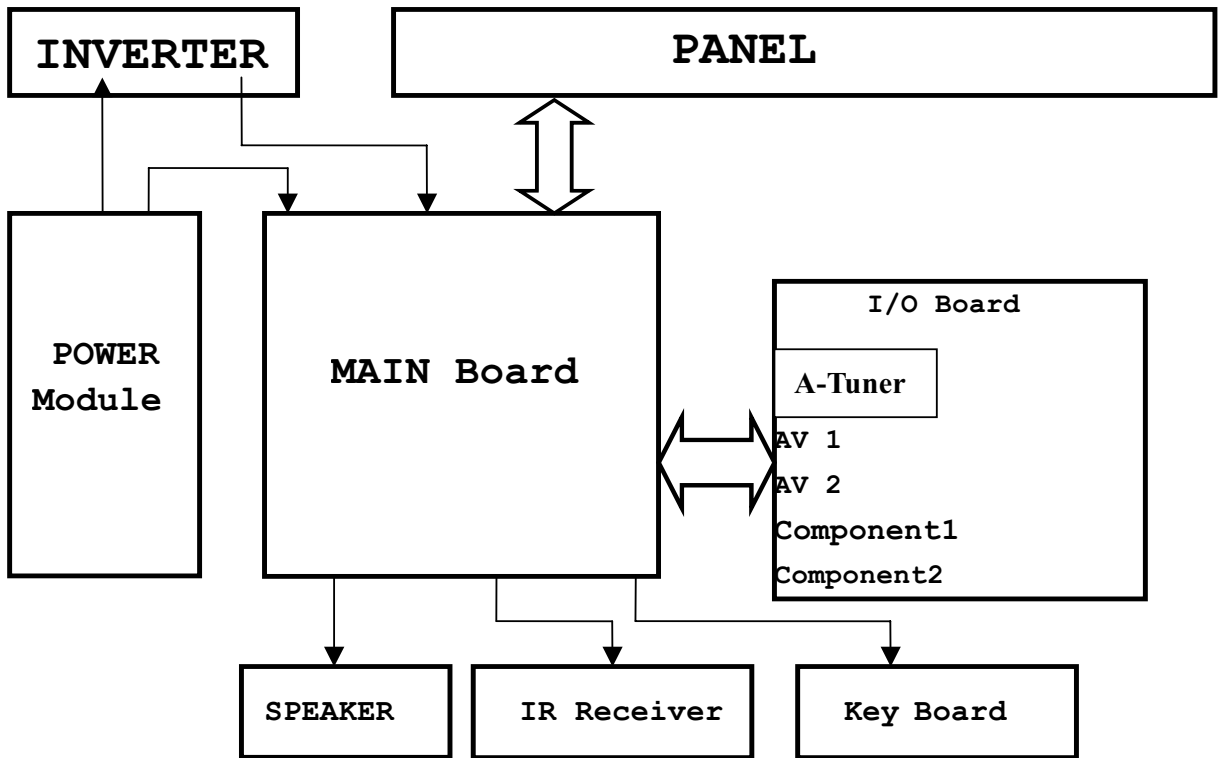 INVERTER
PANEL
POWER
Module
MAIN Board
I/O Board
A-Tuner
AV 1
AV 2
Component1
Component2
SPEAKER
IR Receiver
Key Board